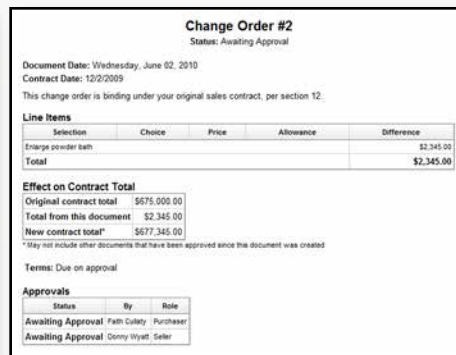 Change Order #2
Status: Awaiting Approval
Document Date: Wednesday, June 02, 2010
Contract Date: 12/2/2009
This change order is binding under your original sales contract, per section 12.
Line Items
Selection Choice Price Allowance Difference
Enlarge powder bath $2,345.00
Total $2,345.00
Effect on Contract Total
Original contract total $675,000.00
Total from this document $2,345.00
New contract total* $677,345.00
* May not include other documents that have been approved since this document was created
Terms: Due on approval
Approvals
Status By Role
Awaiting Approval Faith Cullaty Purchaser
Awaiting Approval Donny Wyatt Seller